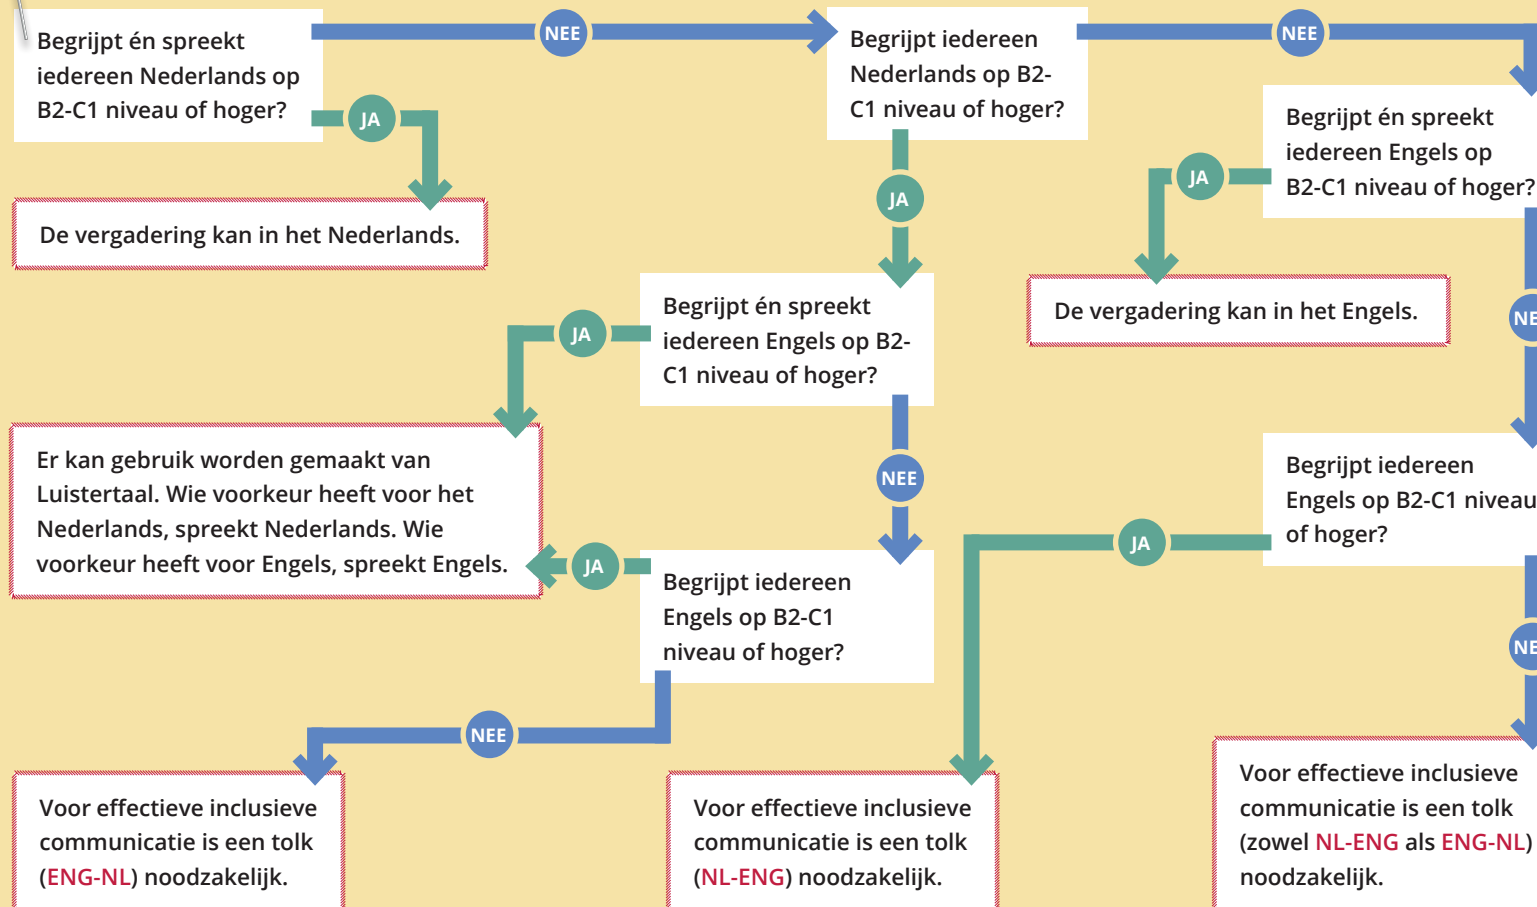 Begrijpt én spreekt
iedereen Nederlands op
B2-C1 niveau of hoger?
NEE
JA
De vergadering kan in het Nederlands.
Begrijpt iedereen
Nederlands op B2-
C1 niveau of hoger?
NEE
JA
Begrijpt én spreekt
iedereen Engels op
B2-C1 niveau of hoger?
JA
De vergadering kan in het Engels.
Begrijpt én spreekt
iedereen Engels op B2-
C1 niveau of hoger?
JA
NEE
Er kan gebruik worden gemaakt van
Luistertaal. Wie voorkeur heeft voor het
Nederlands, spreekt Nederlands. Wie
voorkeur heeft voor Engels, spreekt Engels.
JA
Begrijpt iedereen
Engels op B2-C1
niveau of hoger?
NEE
NE
Begrijpt iedereen
Engels op B2-C1 niveau
of hoger?
JA
NE
Voor effectieve inclusieve
communicatie is een tolk
(ENG-NL) noodzakelijk.
Voor effectieve inclusieve
communicatie is een tolk
(NL-ENG) noodzakelijk.
Voor effectieve inclusieve
communicatie is een tolk
(zowel NL-ENG als ENG-NL)
noodzakelijk.